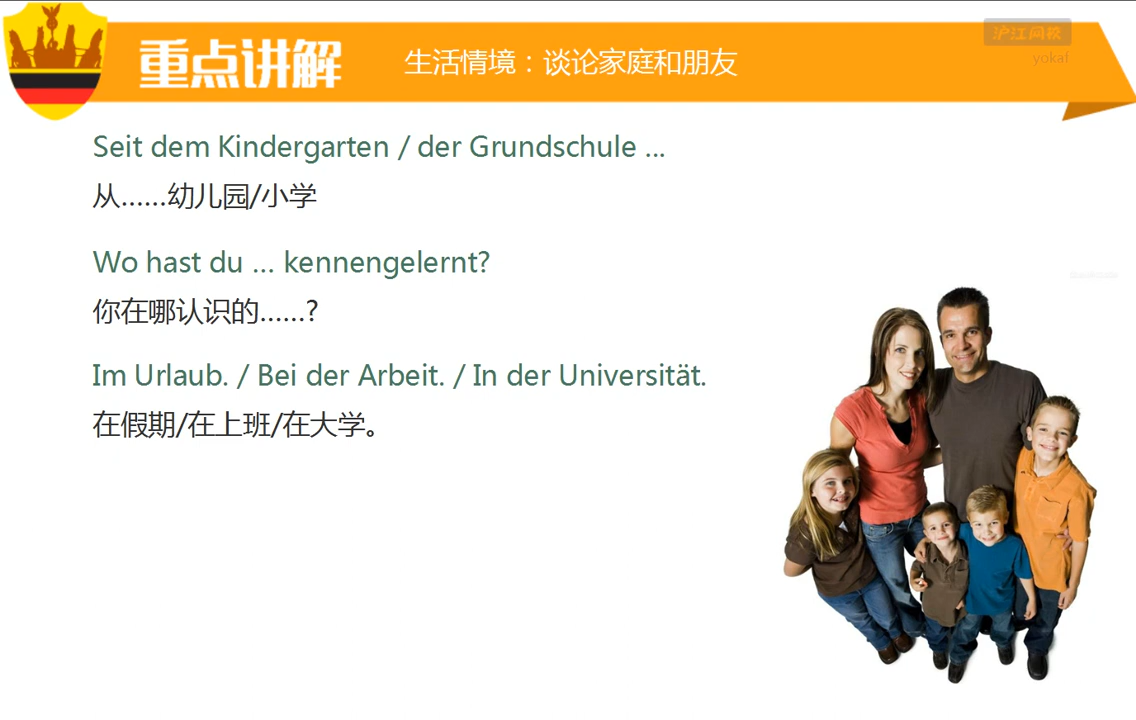 重点讲解
生活情境：谈论家庭和朋友
沪江网校
yokaf
Seit dem Kindergarten / der Grundschule ...
从……幼儿园/小学
Wo hast du ... kennengelernt?
你在哪认识的……?
Im Urlaub. / Bei der Arbeit. / In der Universität.
在假期/在上班/在大学。